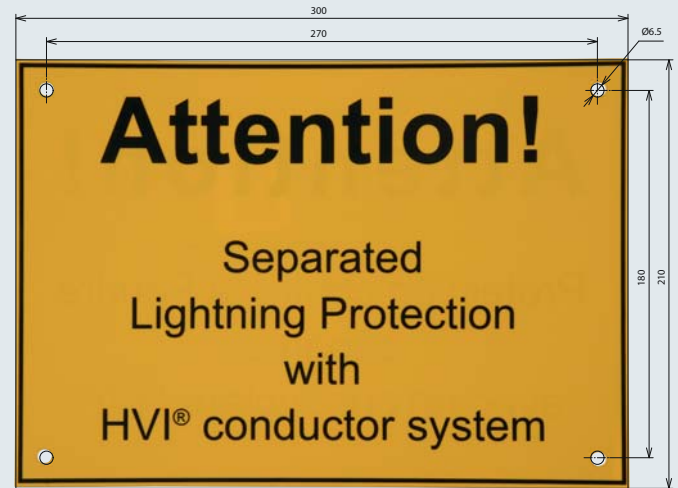 300
270
Ø6.5
Attention!
Separated
Lightning Protection
with
HVI® conductor system
180
210